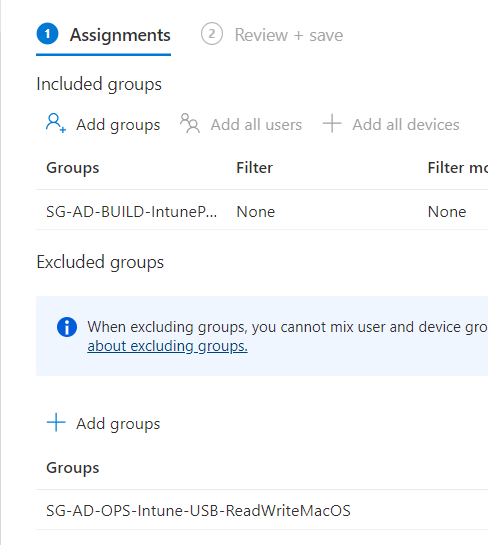 1 Assignments 2 Review + save
Included groups
Add groups Add all users Add all devices
Groups Filter Filter mo
SG-AD-BUILD-IntuneP... None None
Excluded groups
When excluding groups, you cannot mix user and device gro
about excluding groups.
Add groups
Groups
SG-AD-OPS-Intune-USB-ReadWriteMacOS